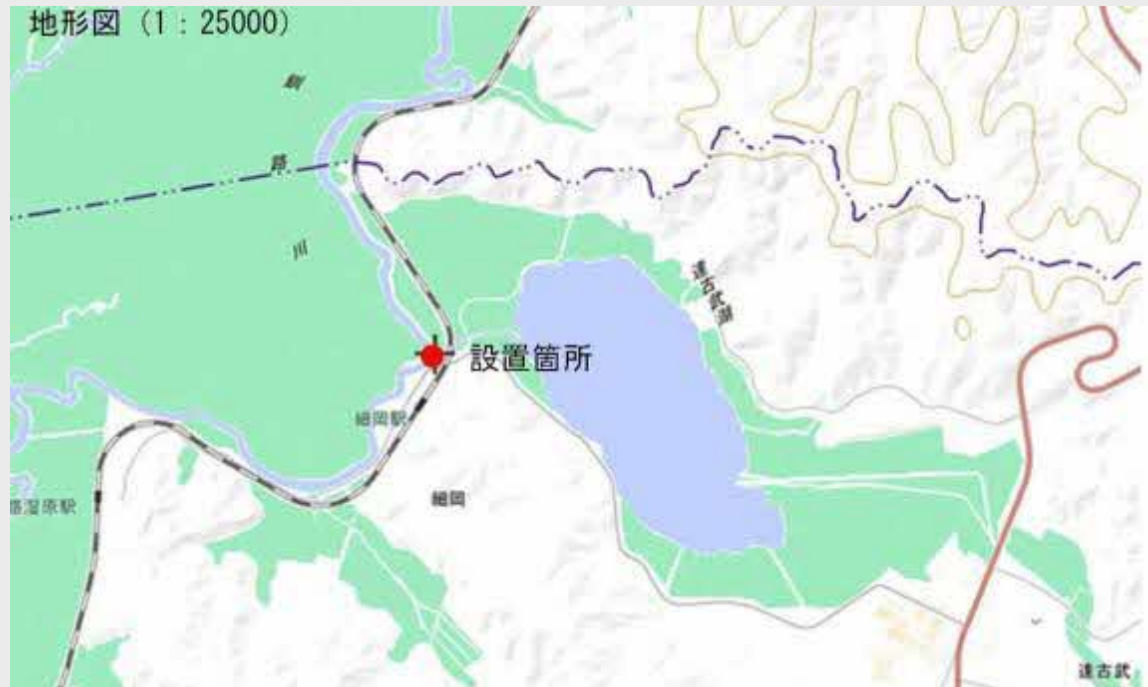 地形図（1：25000）
釧
路
川
達古武湖
設置箇所
細岡駅
細岡
路湿原駅
達古武